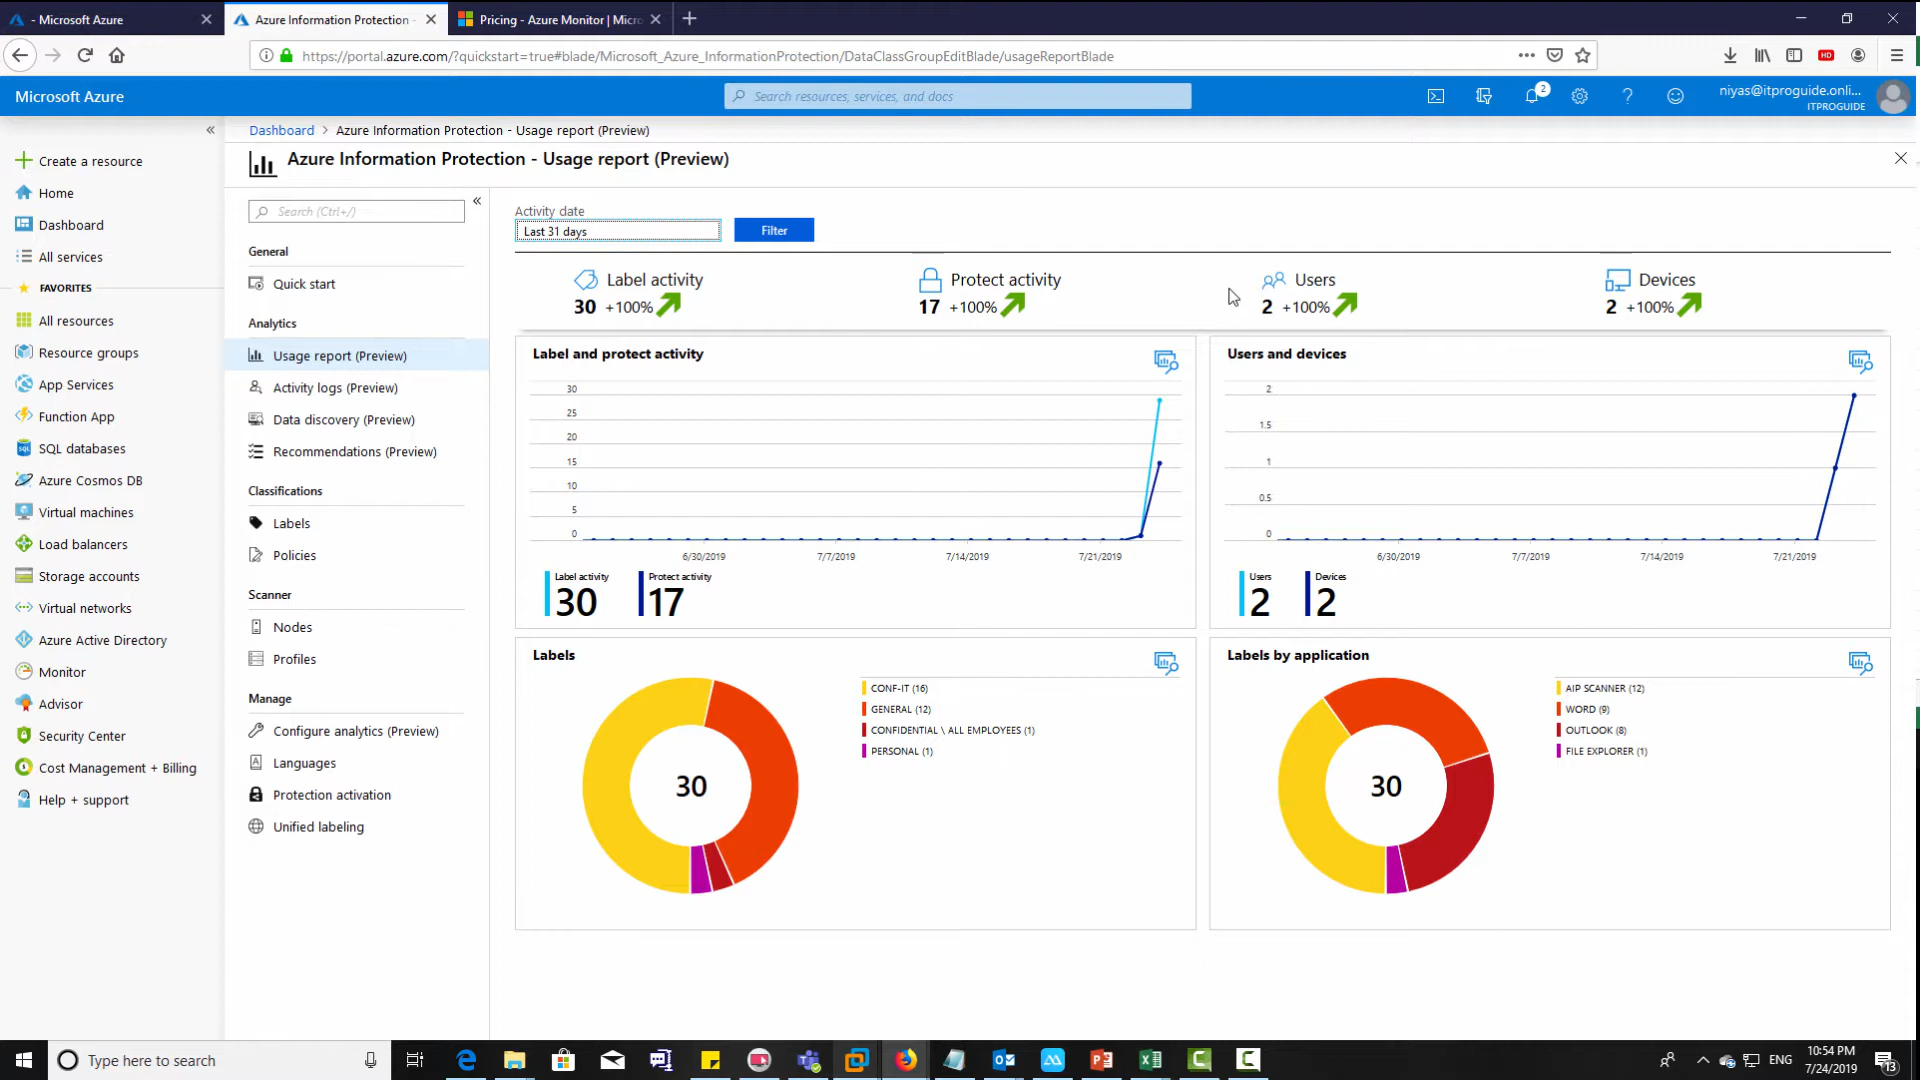 - Microsoft Azure
Azure Information Protection -
Pricing - Azure Monitor | Micro
https://portal.azure.com/?quickstart=true#blade/Microsoft_Azure_InformationProtection/DataClassGroupEditBlade/usageReportBlade
Microsoft Azure
Search resources, services, and docs
2
niyas@itproguide.onli...
ITPROGUIDE
Dashboard > Azure Information Protection - Usage report (Preview)
Azure Information Protection - Usage report (Preview)
Create a resource
Home
Dashboard
All services
FAVORITES
All resources
Resource groups
App Services
Function App
SQL databases
Azure Cosmos DB
Virtual machines
Load balancers
Storage accounts
Virtual networks
Azure Active Directory
Monitor
Advisor
Security Center
Cost Management + Billing
Help + support
Search (Ctrl+/)
General
Quick start
Analytics
Usage report (Preview)
Activity logs (Preview)
Data discovery (Preview)
Recommendations (Preview)
Classifications
Labels
Policies
Scanner
Nodes
Profiles
Manage
Configure analytics (Preview)
Languages
Protection activation
Unified labeling
Activity date
Last 31 days
Filter
Label activity
30 +100%
Protect activity
17 +100%
Users
2 +100%
Devices
2 +100%
Label and protect activity
30
25
20
15
10
5
0
6/30/2019 7/7/2019 7/14/2019 7/21/2019
Label activity
30
Protect activity
17
Users and devices
2
1.5
1
0.5
0
6/30/2019 7/7/2019 7/14/2019 7/21/2019
Users
2
Devices
2
Labels
30
CONF-IT (16)
GENERAL (12)
CONFIDENTIAL \ ALL EMPLOYEES (1)
PERSONAL (1)
Labels by application
30
AIP SCANNER (12)
WORD (9)
OUTLOOK (8)
FILE EXPLORER (1)
Type here to search
ENG
10:54 PM
7/24/2019
13